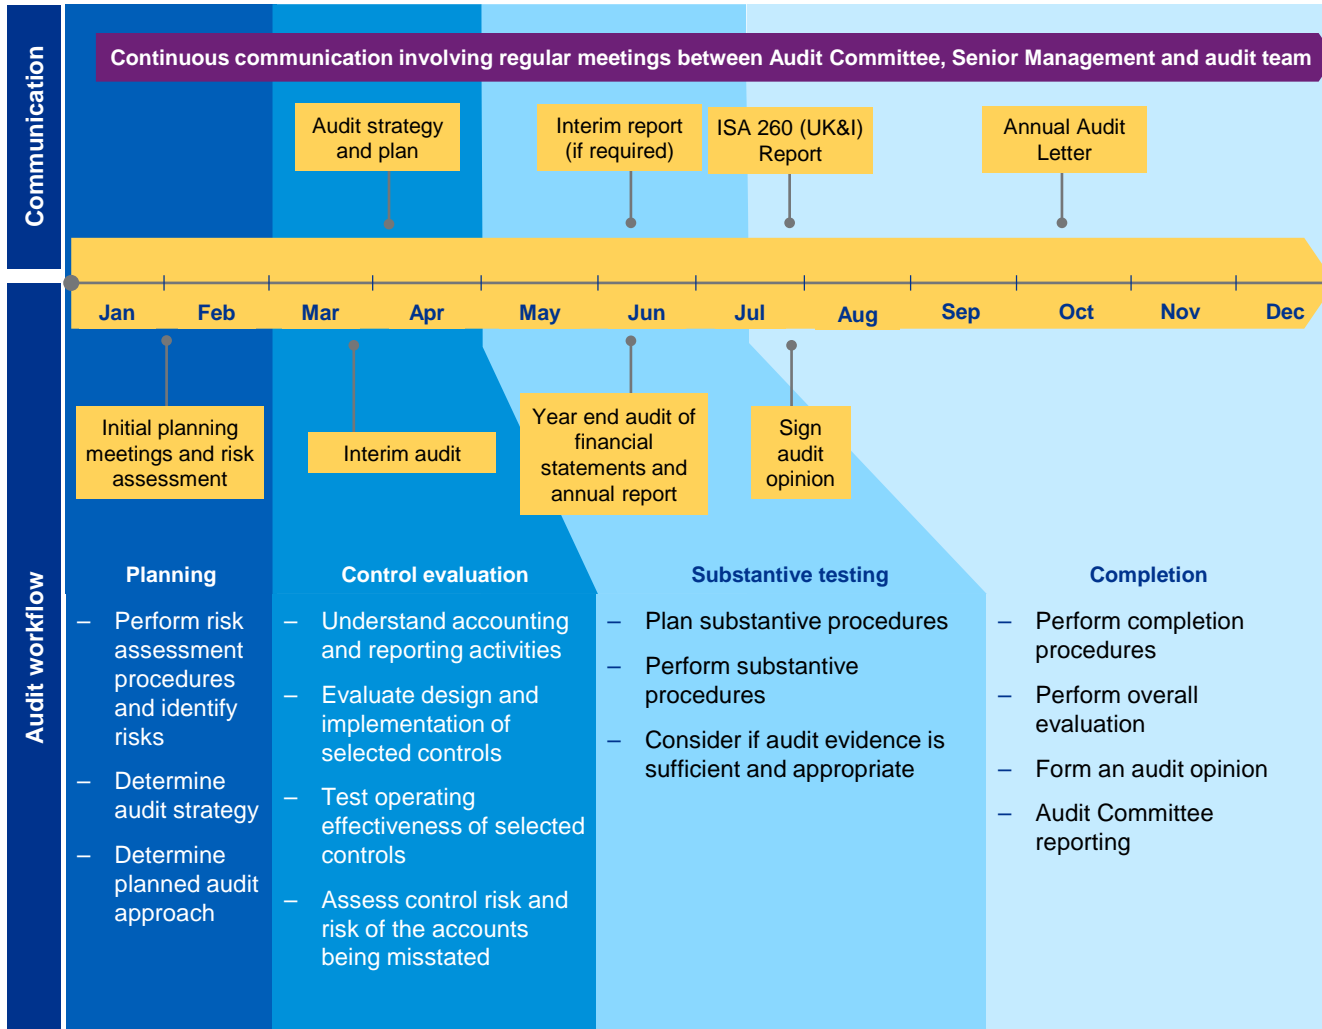 Communication
Continuous communication involving regular meetings between Audit Committee, Senior Management and audit team
Audit strategy
and plan
Interim report
(if required)
ISA 260 (UK&I)
Report
Annual Audit
Letter
Jan
Feb
Mar
Apr
May
Jun
Jul
Aug
Sep
Oct
Nov
Dec
Initial planning
meetings and risk
assessment
Interim audit
Year end audit of
financial
statements and
annual report
Sign
audit
opinion
Audit workflow
Planning
– Perform risk
assessment
procedures
and identify
risks
– Determine
audit strategy
– Determine
planned audit
approach
Control evaluation
– Understand accounting
and reporting activities
– Evaluate design and
implementation of
selected controls
– Test operating
effectiveness of selected
controls
– Assess control risk and
risk of the accounts
being misstated
Substantive testing
– Plan substantive procedures
– Perform substantive
procedures
– Consider if audit evidence is
sufficient and appropriate
Completion
– Perform completion
procedures
– Perform overall
evaluation
– Form an audit opinion
– Audit Committee
reporting